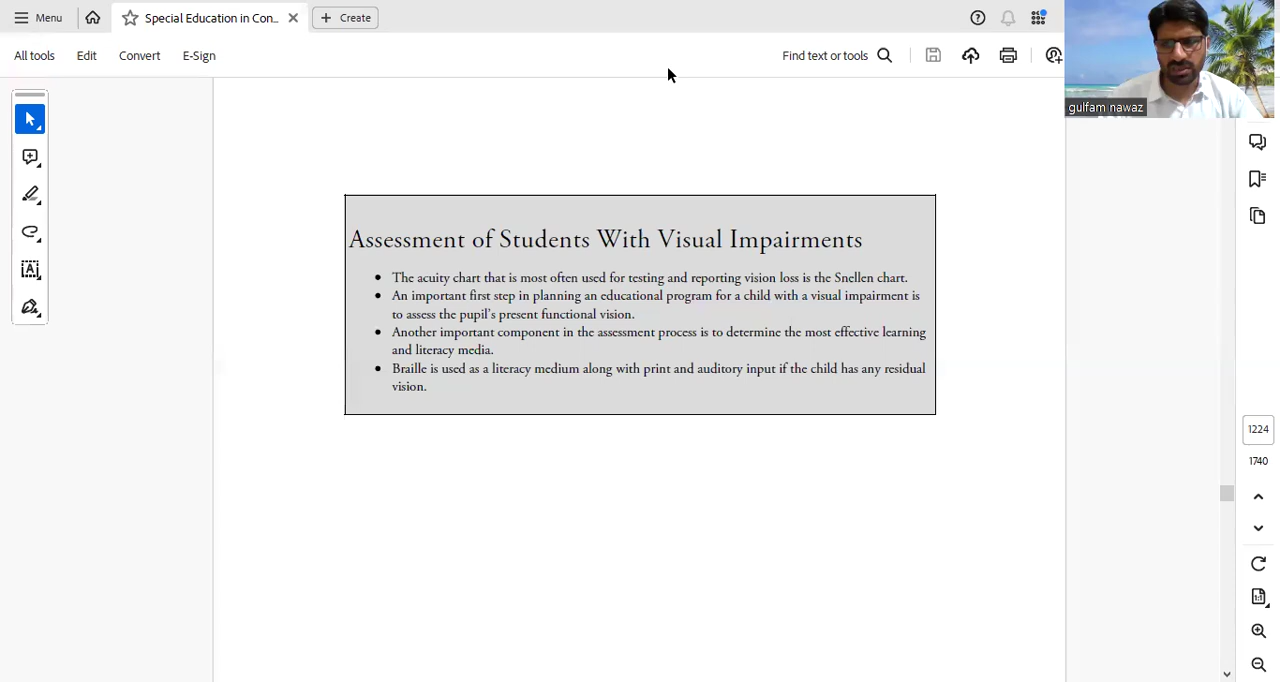 Menu
Special Education in Con...
Create
All tools
Edit
Convert
E-Sign
Find text or tools
gulfam nawaz
Assessment of Students With Visual Impairments
• The acuity chart that is most often used for testing and reporting vision loss is the Snellen chart.
• An important first step in planning an educational program for a child with a visual impairment is
to assess the pupil's present functional vision.
• Another important component in the assessment process is to determine the most effective learning
and literacy media.
• Braille is used as a literacy medium along with print and auditory input if the child has any residual
vision.
1224
1740